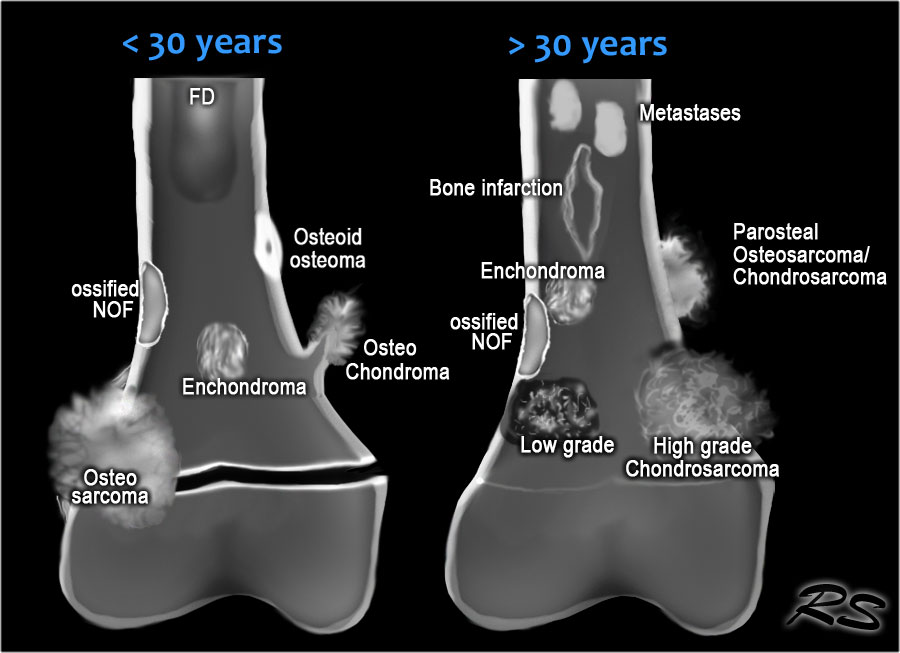 < 30 years
FD
Osteoid
osteoma
ossified
NOF
Osteo
Chondroma
Enchondroma
Osteo
sarcoma
> 30 years
Metastases
Bone infarction
Parosteal
Osteosarcoma/
Chondrosarcoma
Enchondroma
ossified
NOF
Low grade
High grade
Chondrosarcoma
RS